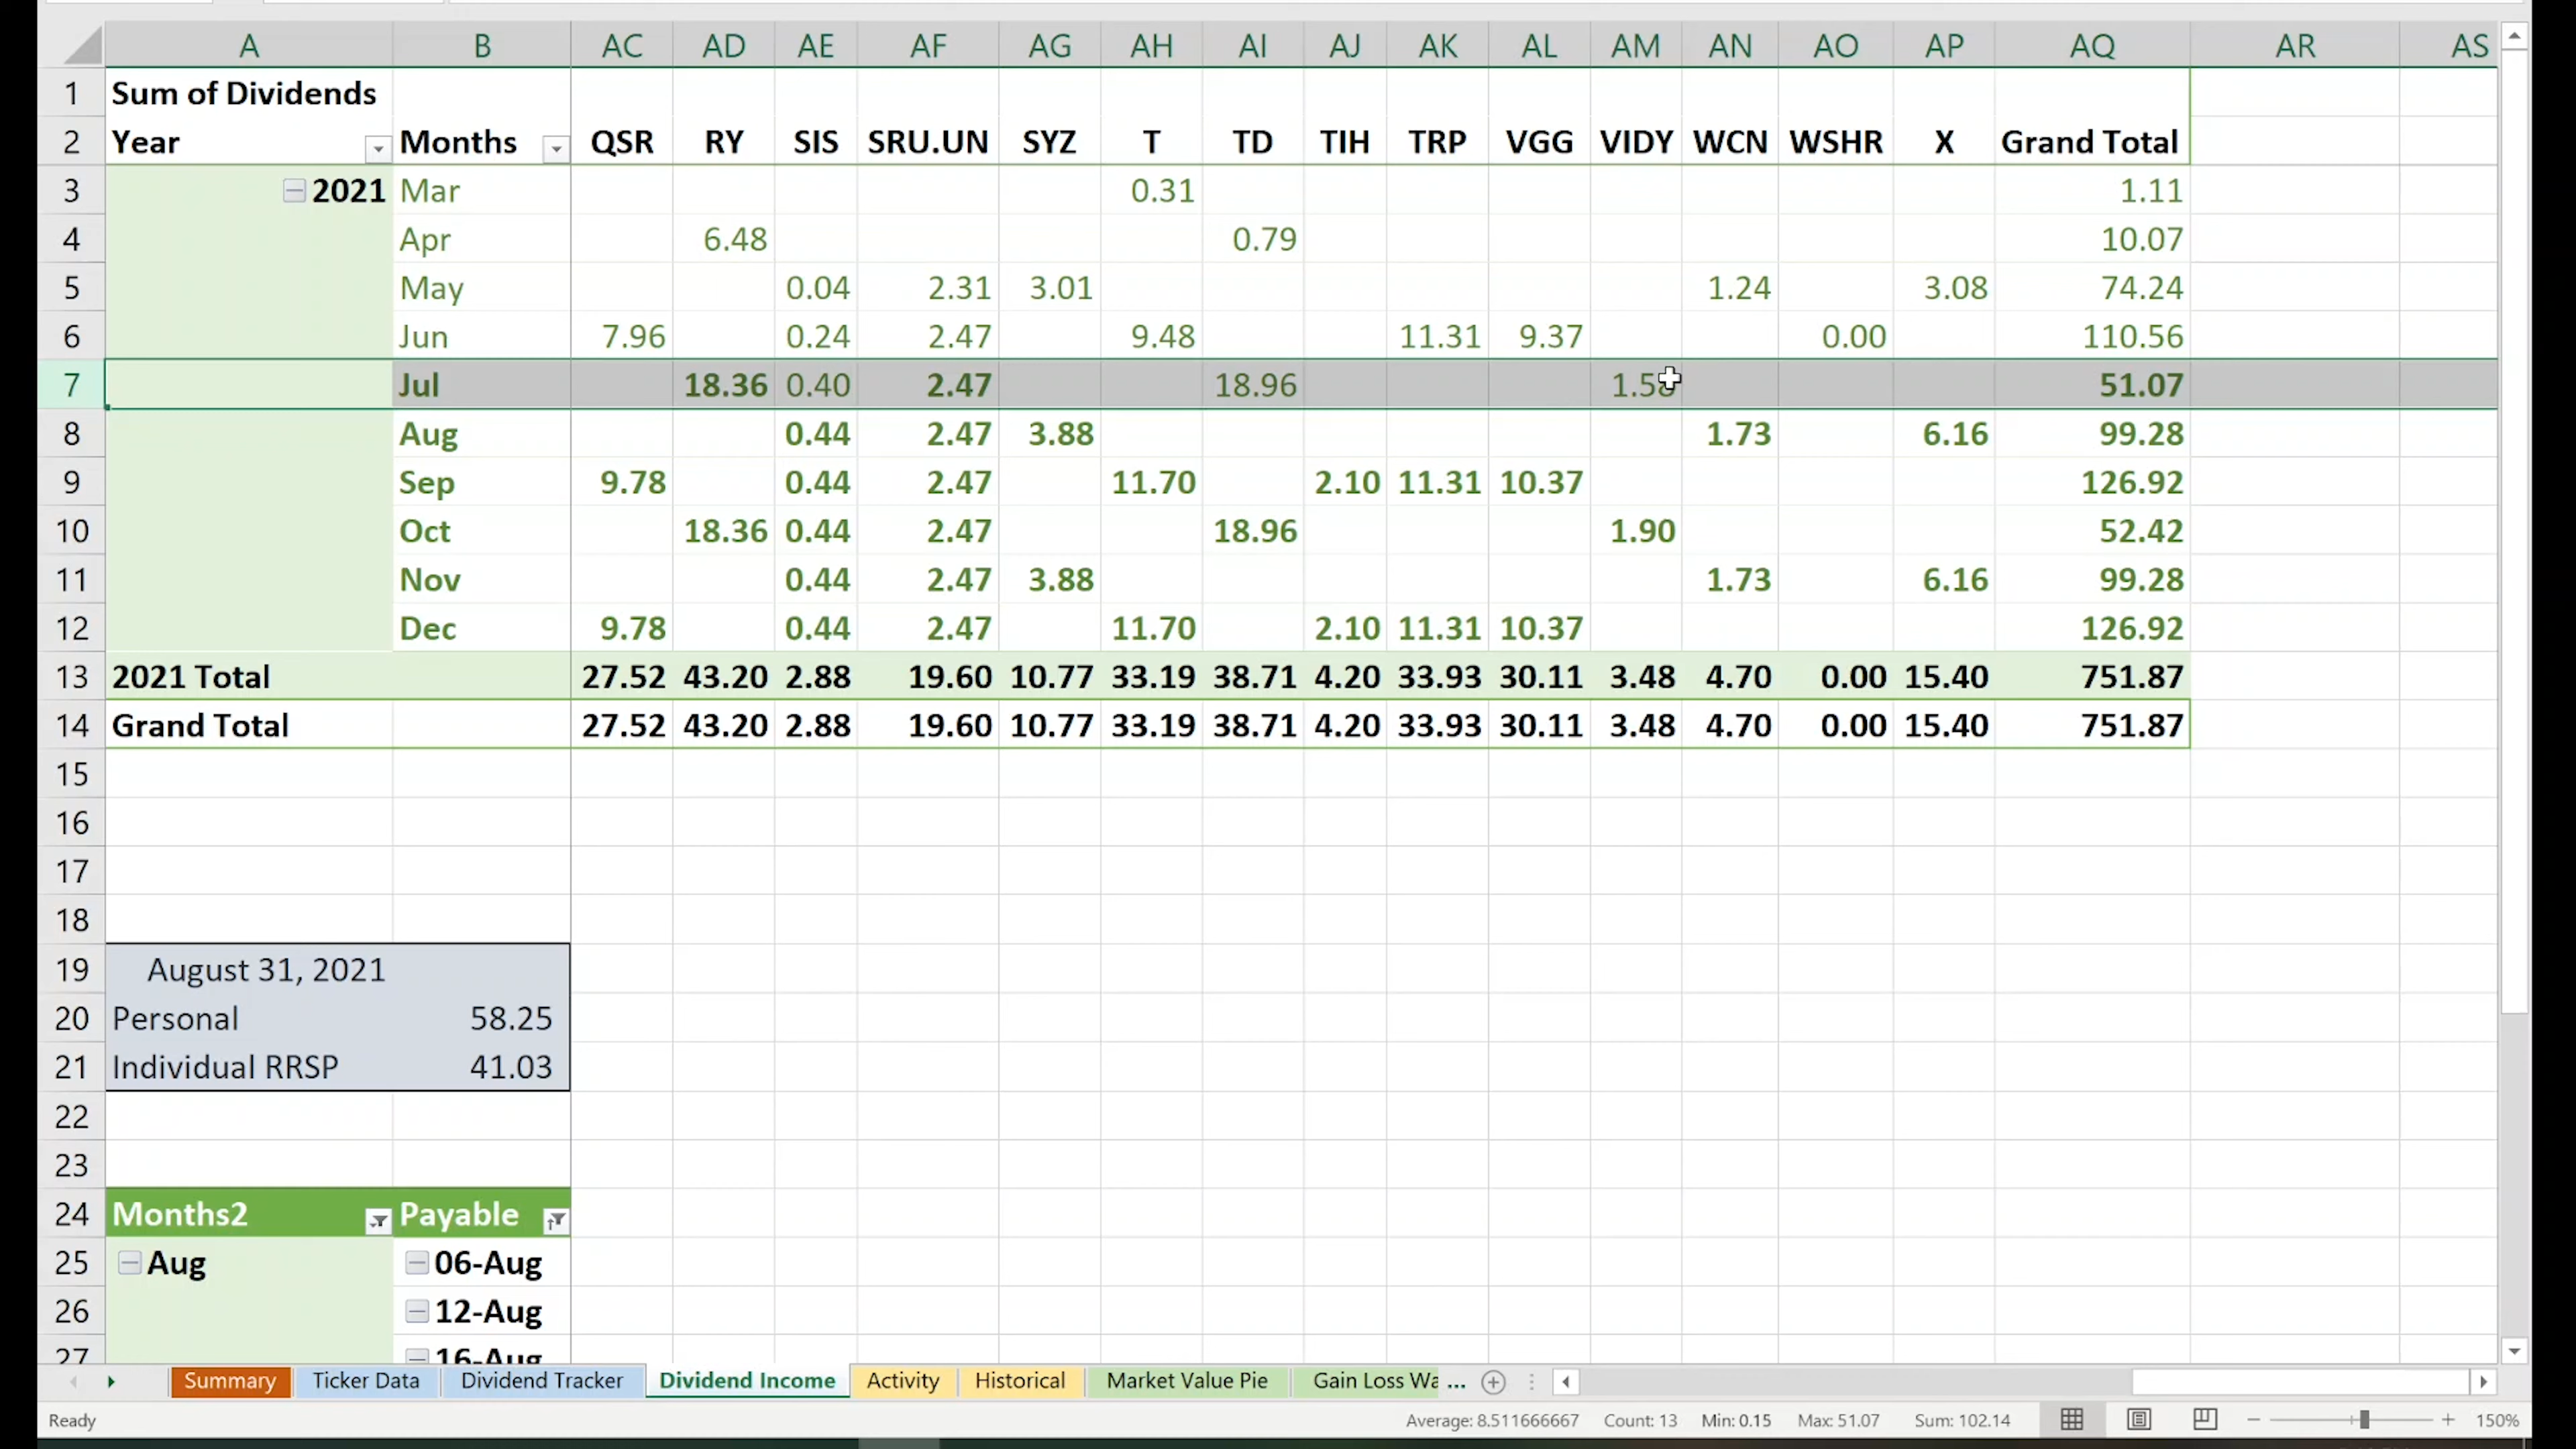 A B AC AD AE AF AG AH AI AJ AK AL AM AN AO AP AQ AR AS
1 Sum of Dividends
2 Year Months QSR RY SIS SRU.UN SYZ T TD TIH TRP VGG VIDY WCN WSHR X Grand Total
3 2021 Mar 0.31 1.11
4 Apr 6.48 0.79 10.07
5 May 0.04 2.31 3.01 1.24 3.08 74.24
6 Jun 7.96 0.24 2.47 9.48 11.31 9.37 0.00 110.56
7 Jul 18.36 0.40 2.47 18.96 1.58 51.07
8 Aug 0.44 2.47 3.88 1.73 6.16 99.28
9 Sep 9.78 0.44 2.47 11.70 2.10 11.31 10.37 126.92
10 Oct 18.36 0.44 2.47 18.96 1.90 52.42
11 Nov 0.44 2.47 3.88 1.73 6.16 99.28
12 Dec 9.78 0.44 2.47 11.70 2.10 11.31 10.37 126.92
13 2021 Total 27.52 43.20 2.88 19.60 10.77 33.19 38.71 4.20 33.93 30.11 3.48 4.70 0.00 15.40 751.87
14 Grand Total 27.52 43.20 2.88 19.60 10.77 33.19 38.71 4.20 33.93 30.11 3.48 4.70 0.00 15.40 751.87
15
16
17
18
19 August 31, 2021
20 Personal 58.25
21 Individual RRSP 41.03
22
23
24 Months2 Payable
25 Aug 06-Aug
26 12-Aug
27 16-Aug
Summary Ticker Data Dividend Tracker Dividend Income Activity Historical Market Value Pie Gain Loss Wa ...
Ready Average: 8.511666667 Count: 13 Min: 0.15 Max: 51.07 Sum: 102.14 150%